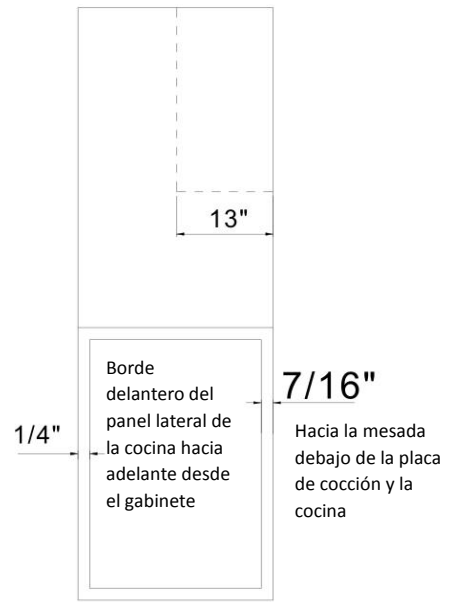 13"
Borde
delantero del
panel lateral de
la cocina hacia
adelante desde
el gabinete
1/4"
7/16"
Hacia la mesada
debajo de la placa
de cocción y la
cocina